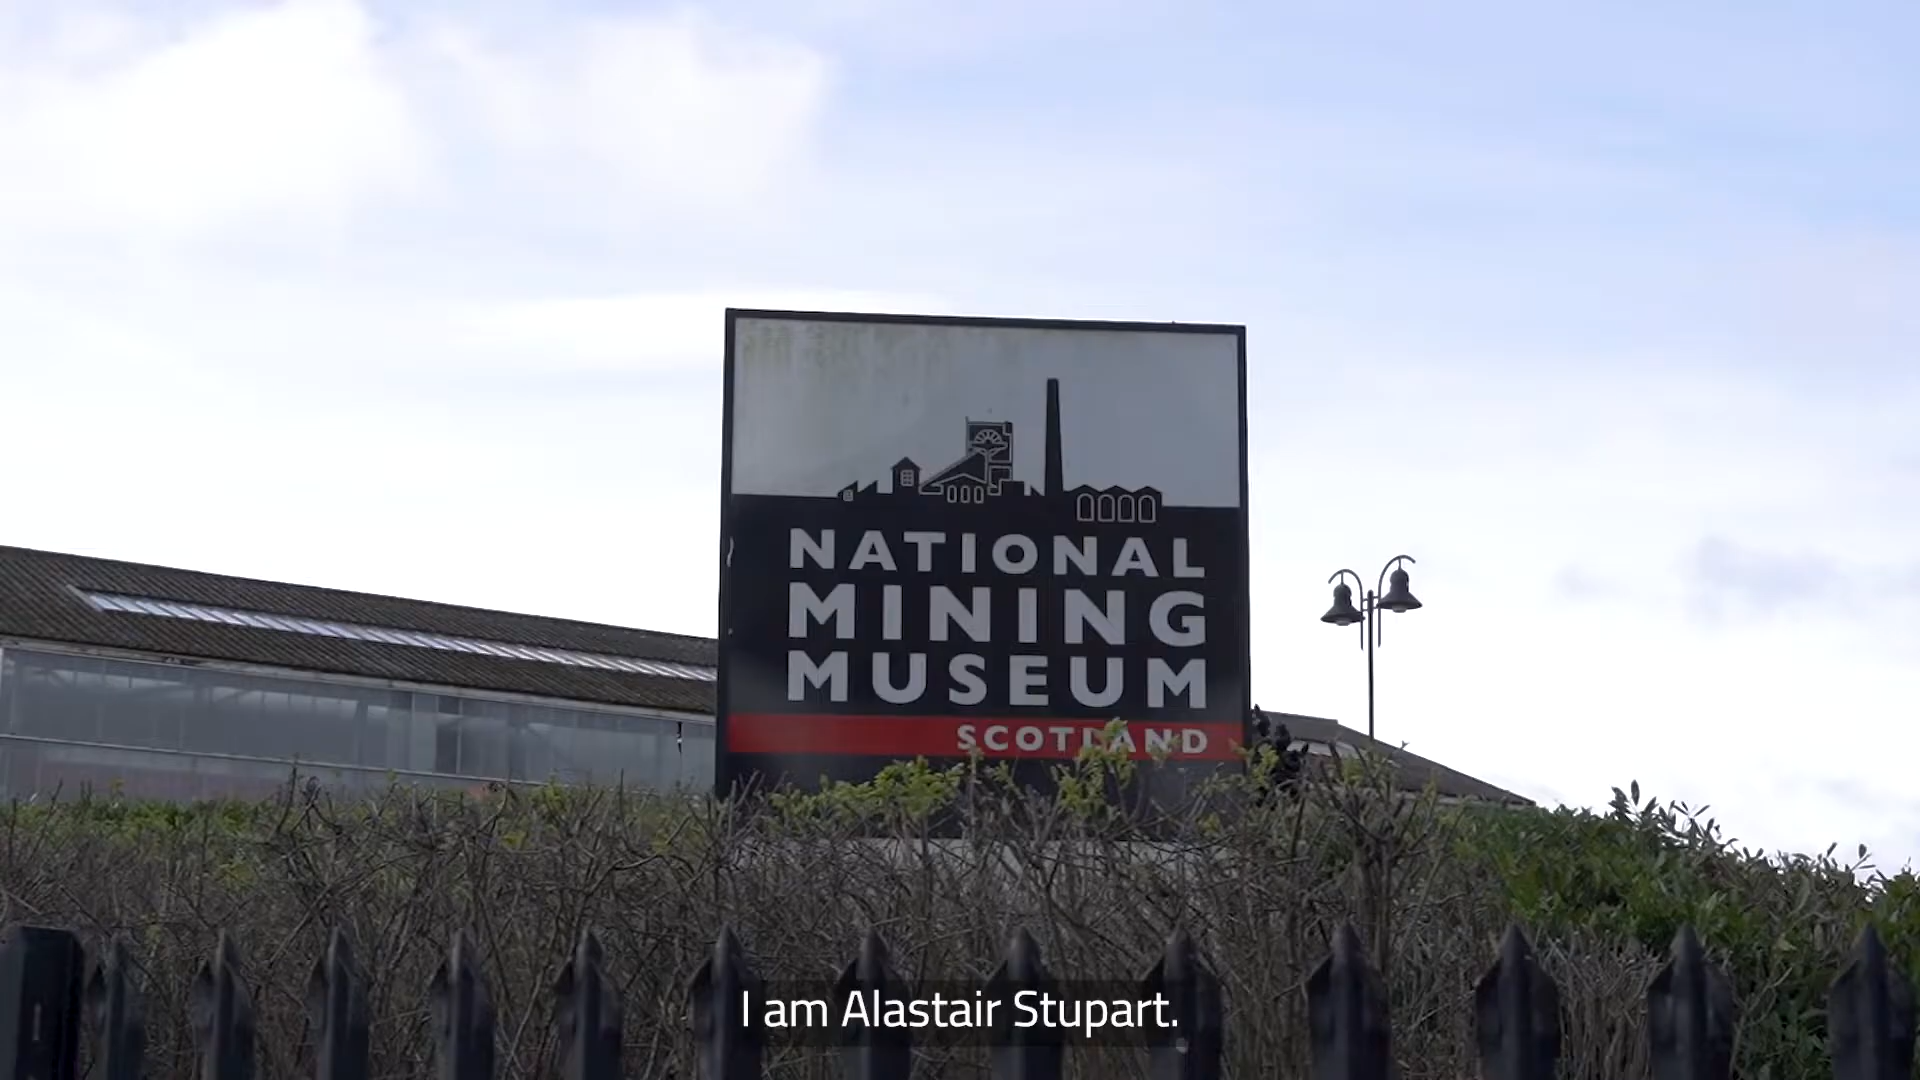 NATIONAL
MINING
MUSEUM
SCOTLAND
I am Alastair Stupart.